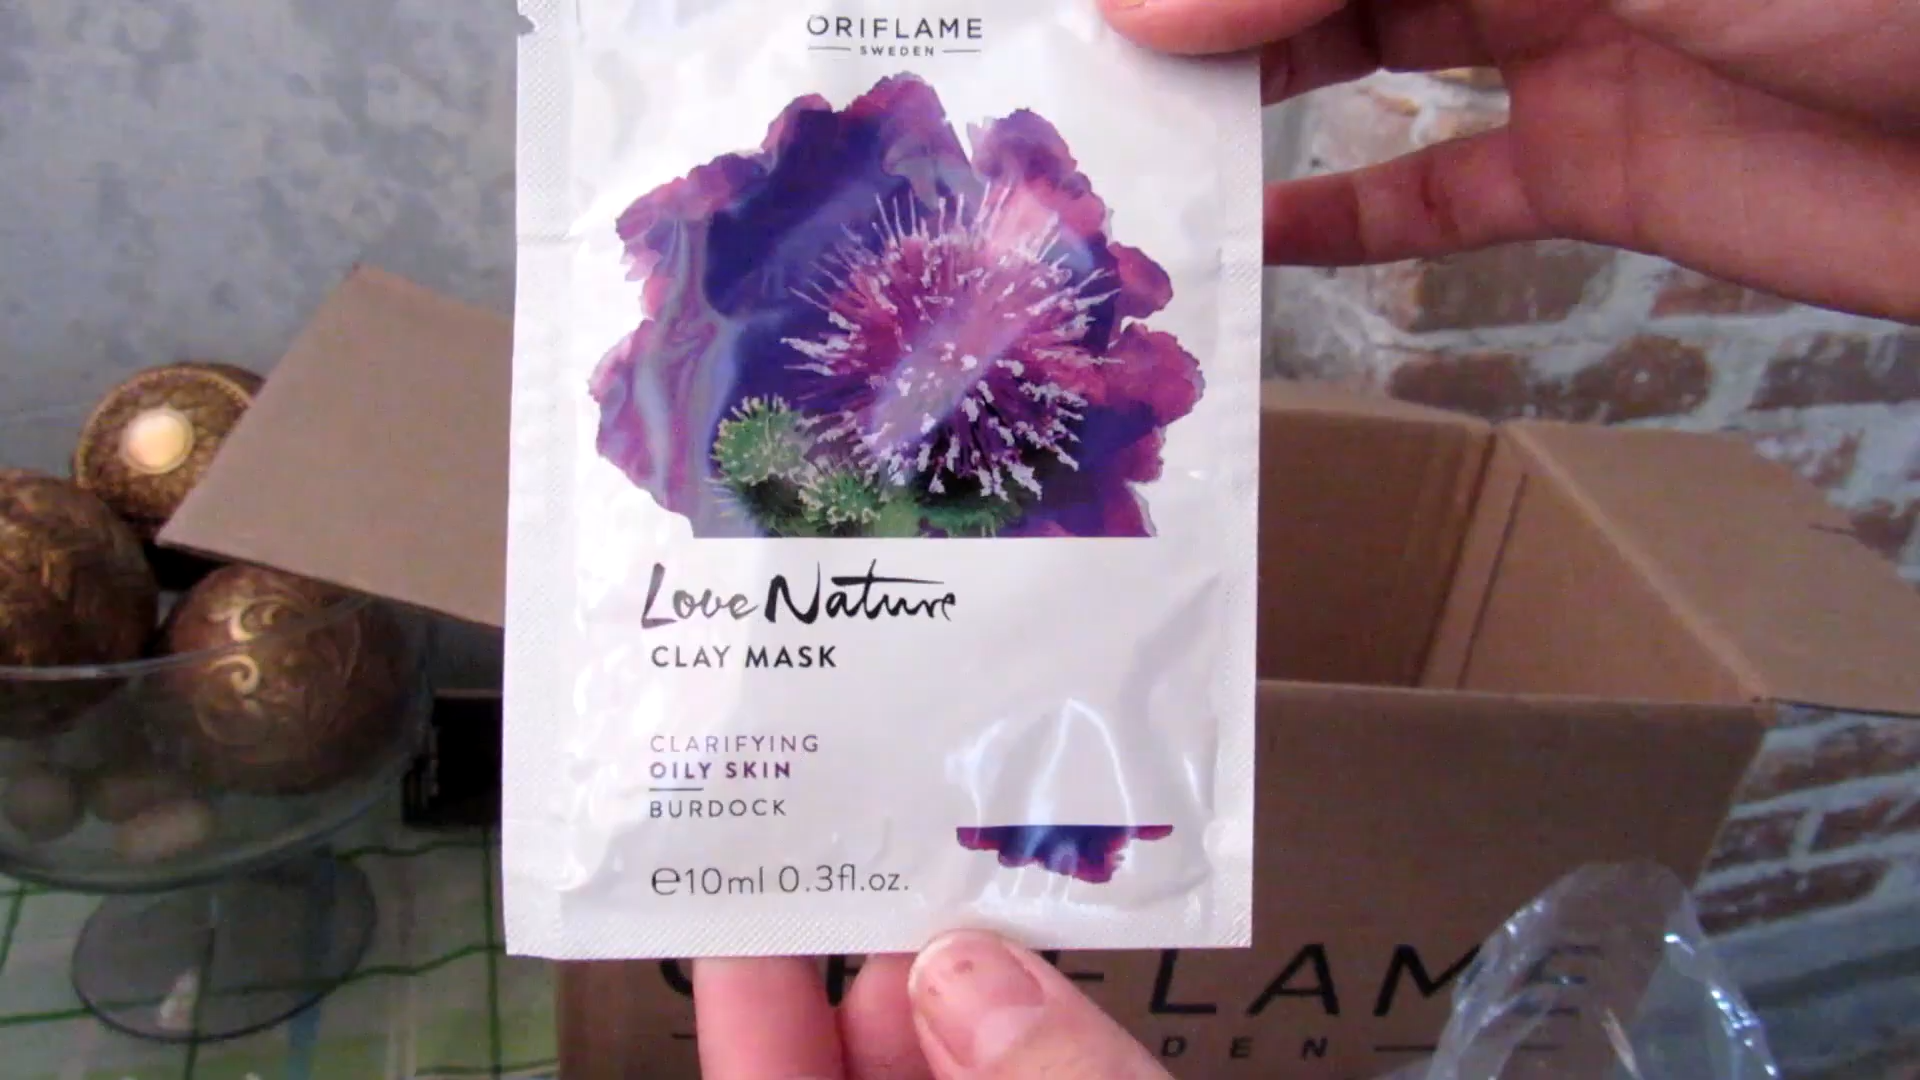 ORIFLAME
SWEDEN
Love Nature
CLAY MASK
CLARIFYING
OILY SKIN
BURDOCK
℮10ml 0.3fl.oz.